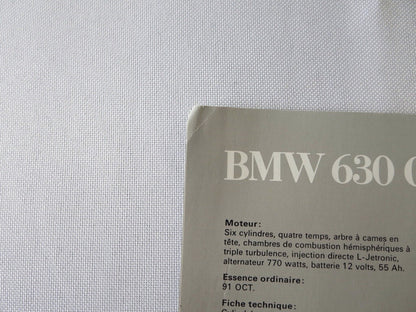 BMW 630
Moteur:
Six cylindres, quatre temps, arbre à cames en
tête, chambres de combustion hémisphériques à
triple turbulence, injection directe L-Jetronic,
alternateur 770 watts, batterie 12 volts, 55 Ah.
Essence ordinaire:
91 OCT.
Fiche technique: